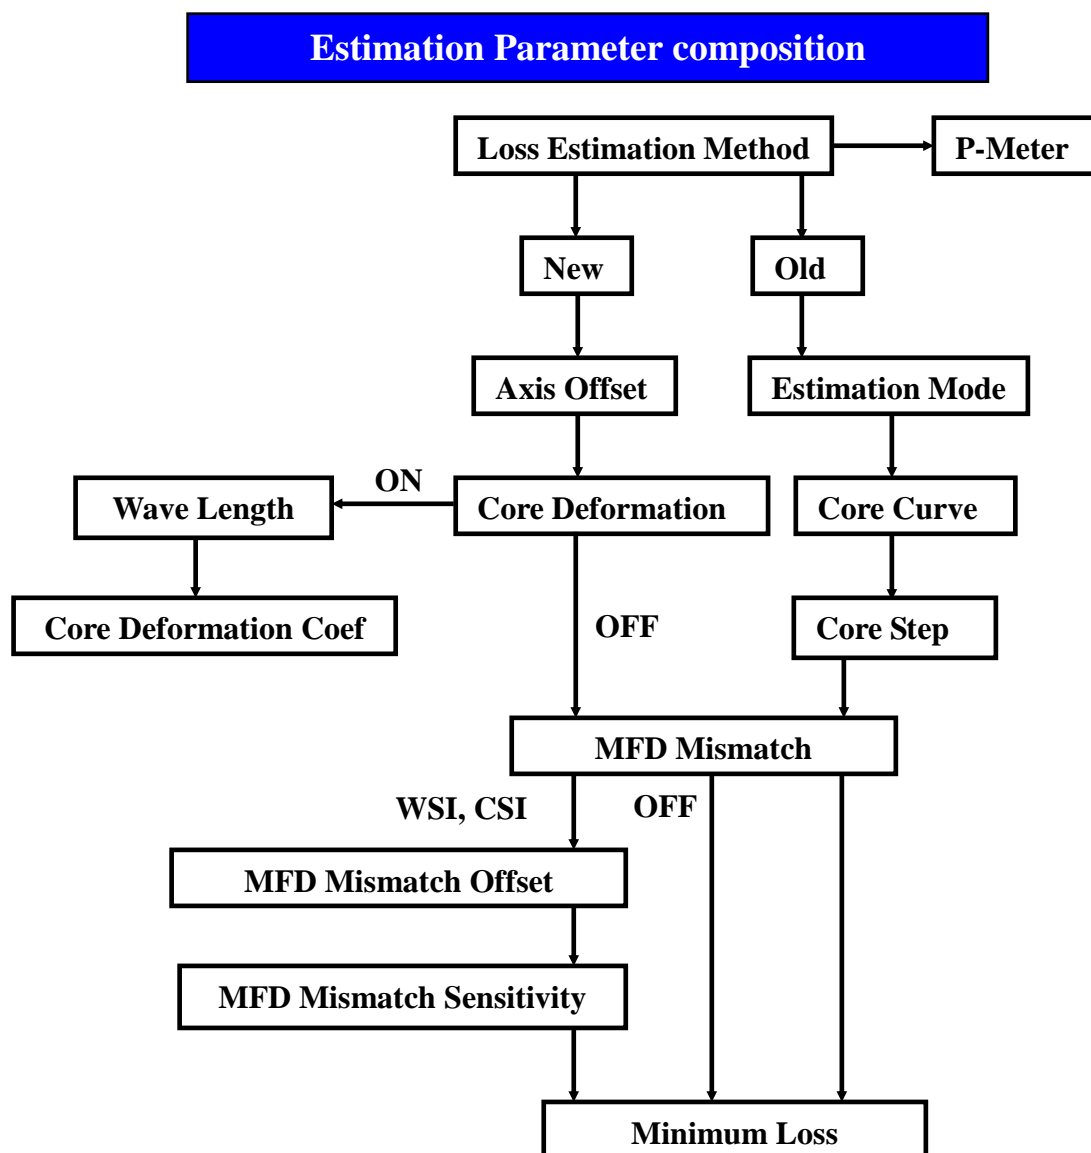 Estimation Parameter composition
Loss Estimation Method
P-Meter
New
Old
Axis Offset
Estimation Mode
ON
Wave Length
Core Deformation
Core Curve
Core Deformation Coef
OFF
Core Step
MFD Mismatch
WSI, CSI
OFF
MFD Mismatch Offset
MFD Mismatch Sensitivity
Minimum Loss